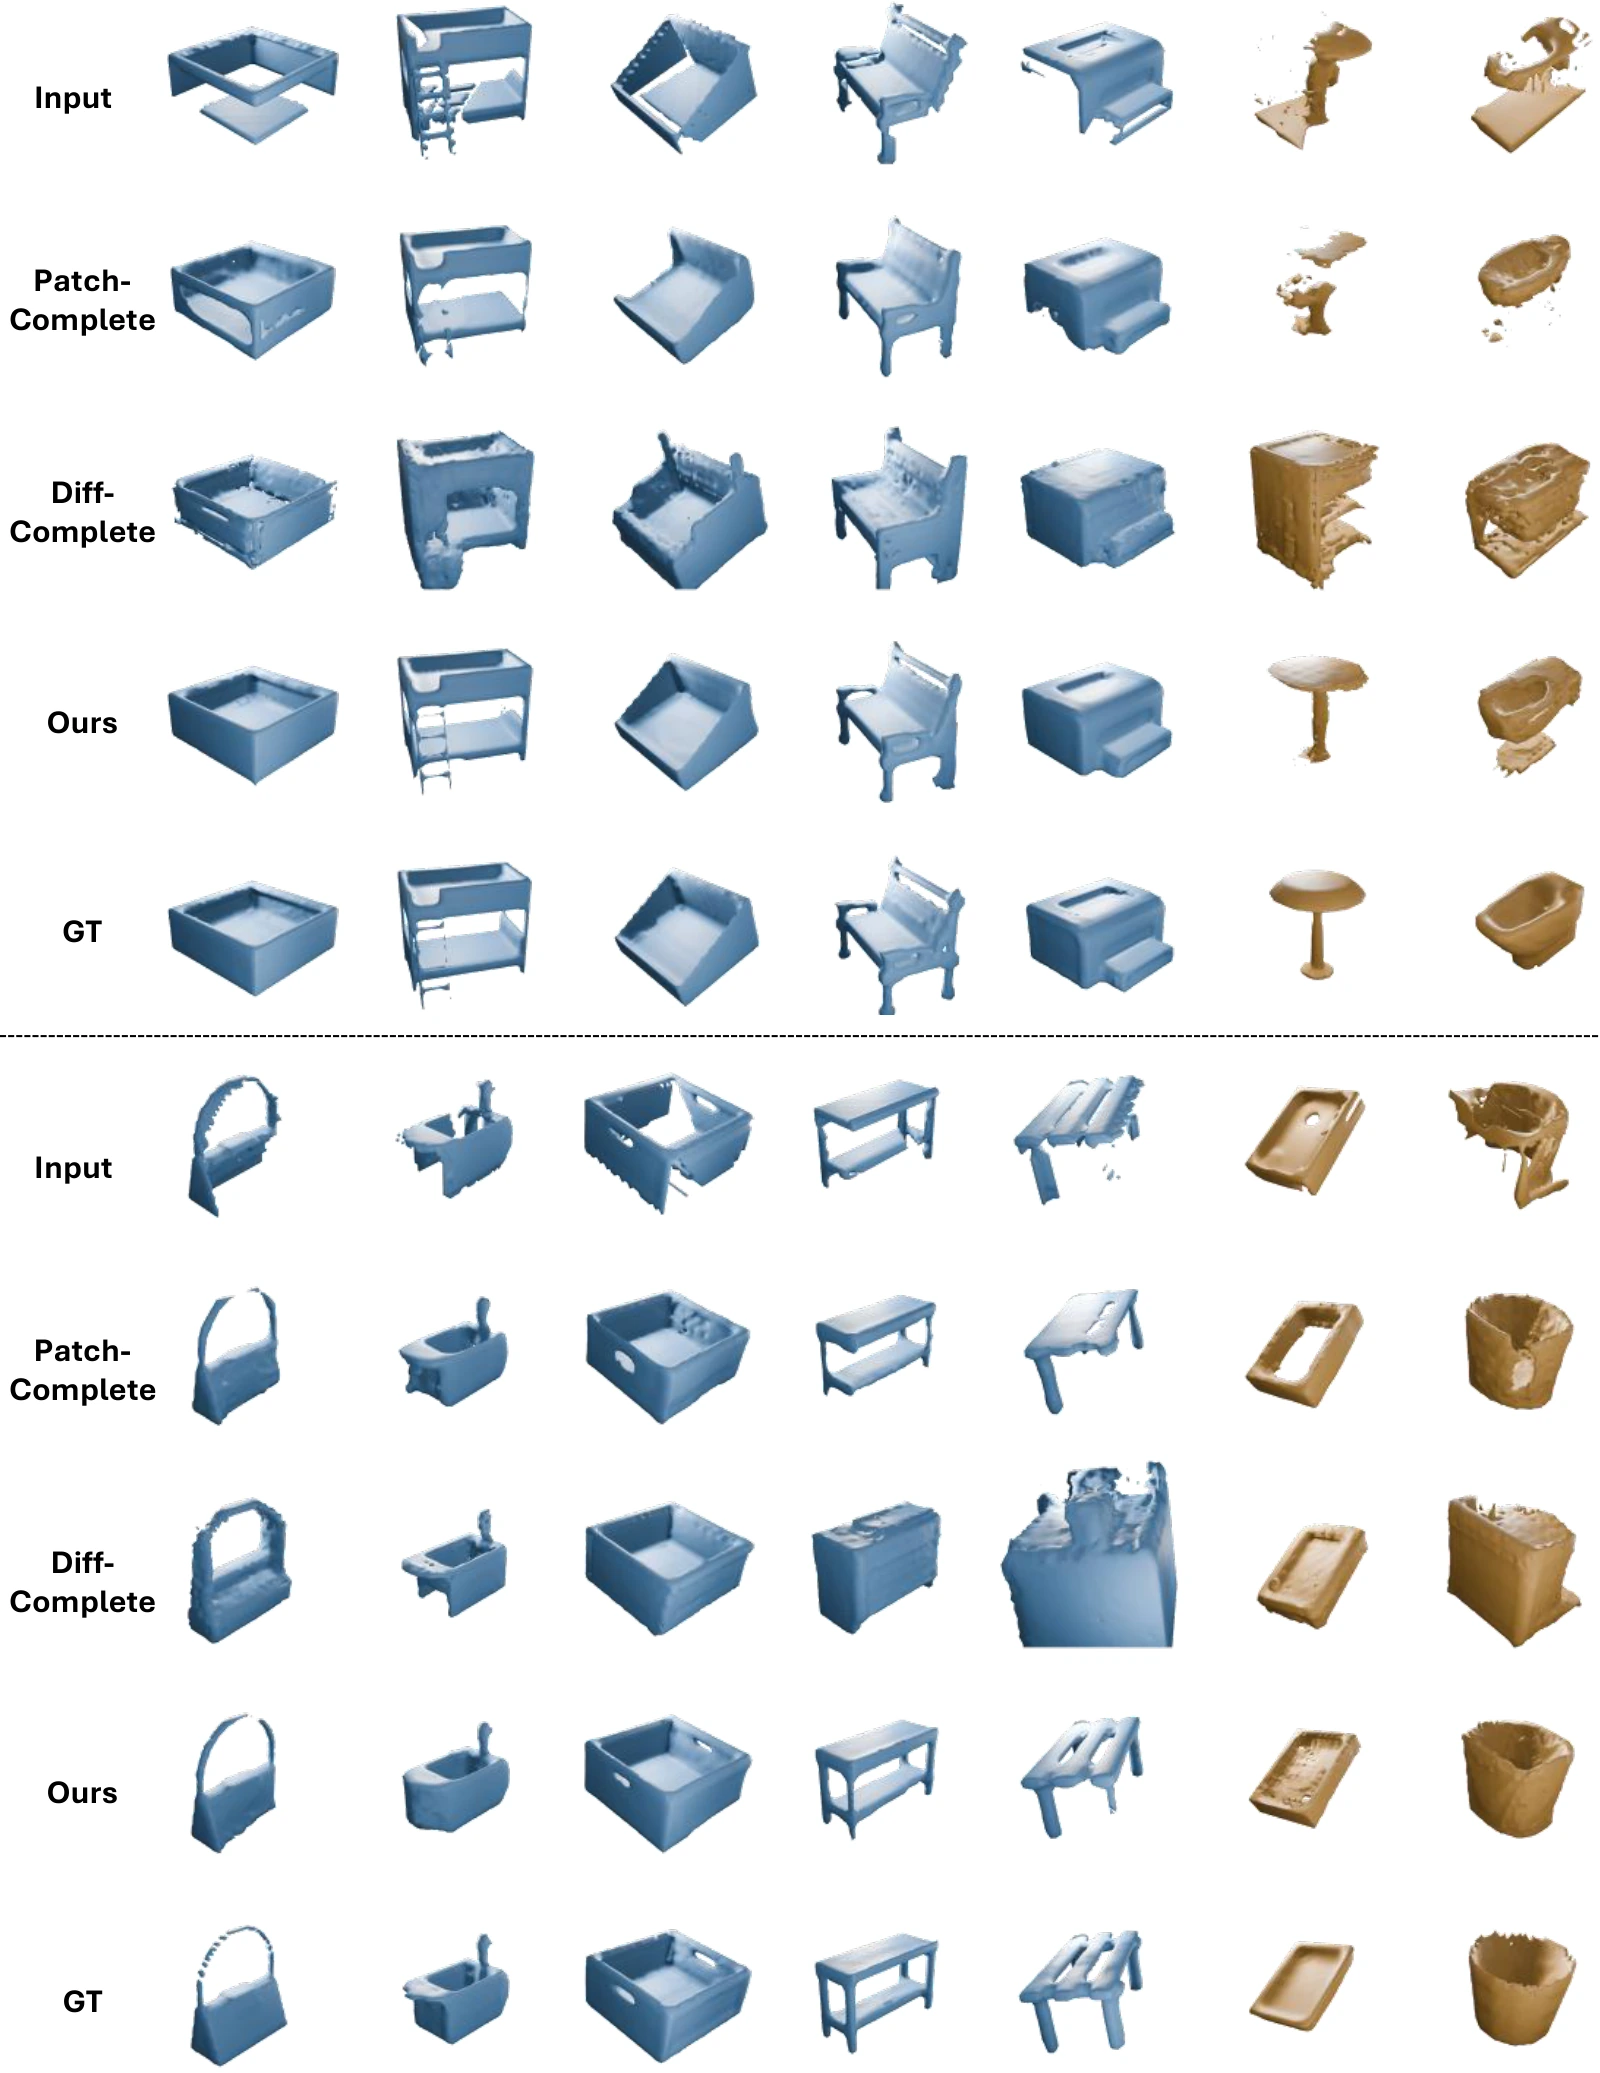 Input
Patch-
Complete
Diff-
Complete
Ours
GT
Input
Patch-
Complete
Diff-
Complete
Ours
GT